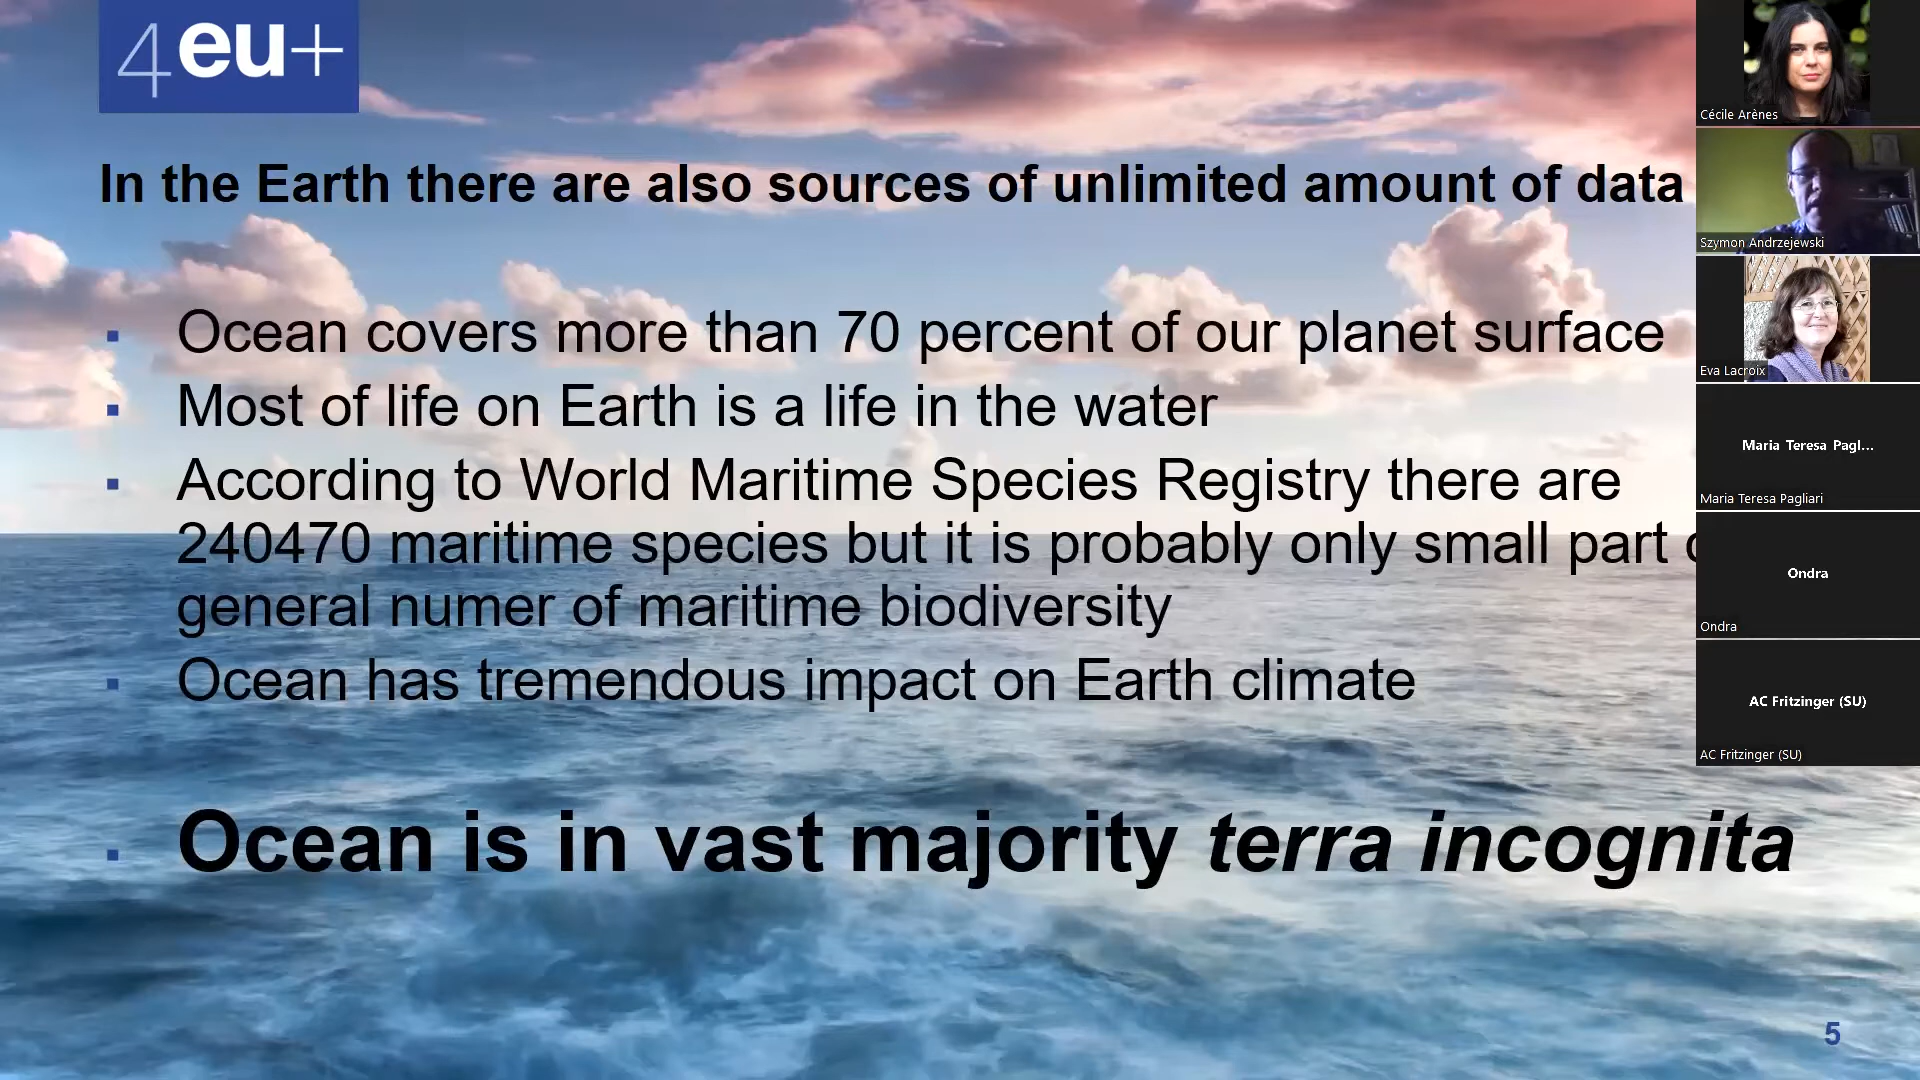 4eu+
In the Earth there are also sources of unlimited amount of data
Ocean covers more than 70 percent of our planet surface
Most of life on Earth is a life in the water
According to World Maritime Species Registry there are
240470 maritime species but it is probably only small part
general numer of maritime biodiversity
Ocean has tremendous impact on Earth climate
Ocean is in vast majority terra incognita
5
Cécile Arènes
Szymon Andrzejewski
Eva Lacroix
Maria Teresa Pagl...
Maria Teresa Pagliari
Ondra
Ondra
AC Fritzinger (SU)
AC Fritzinger (SU)